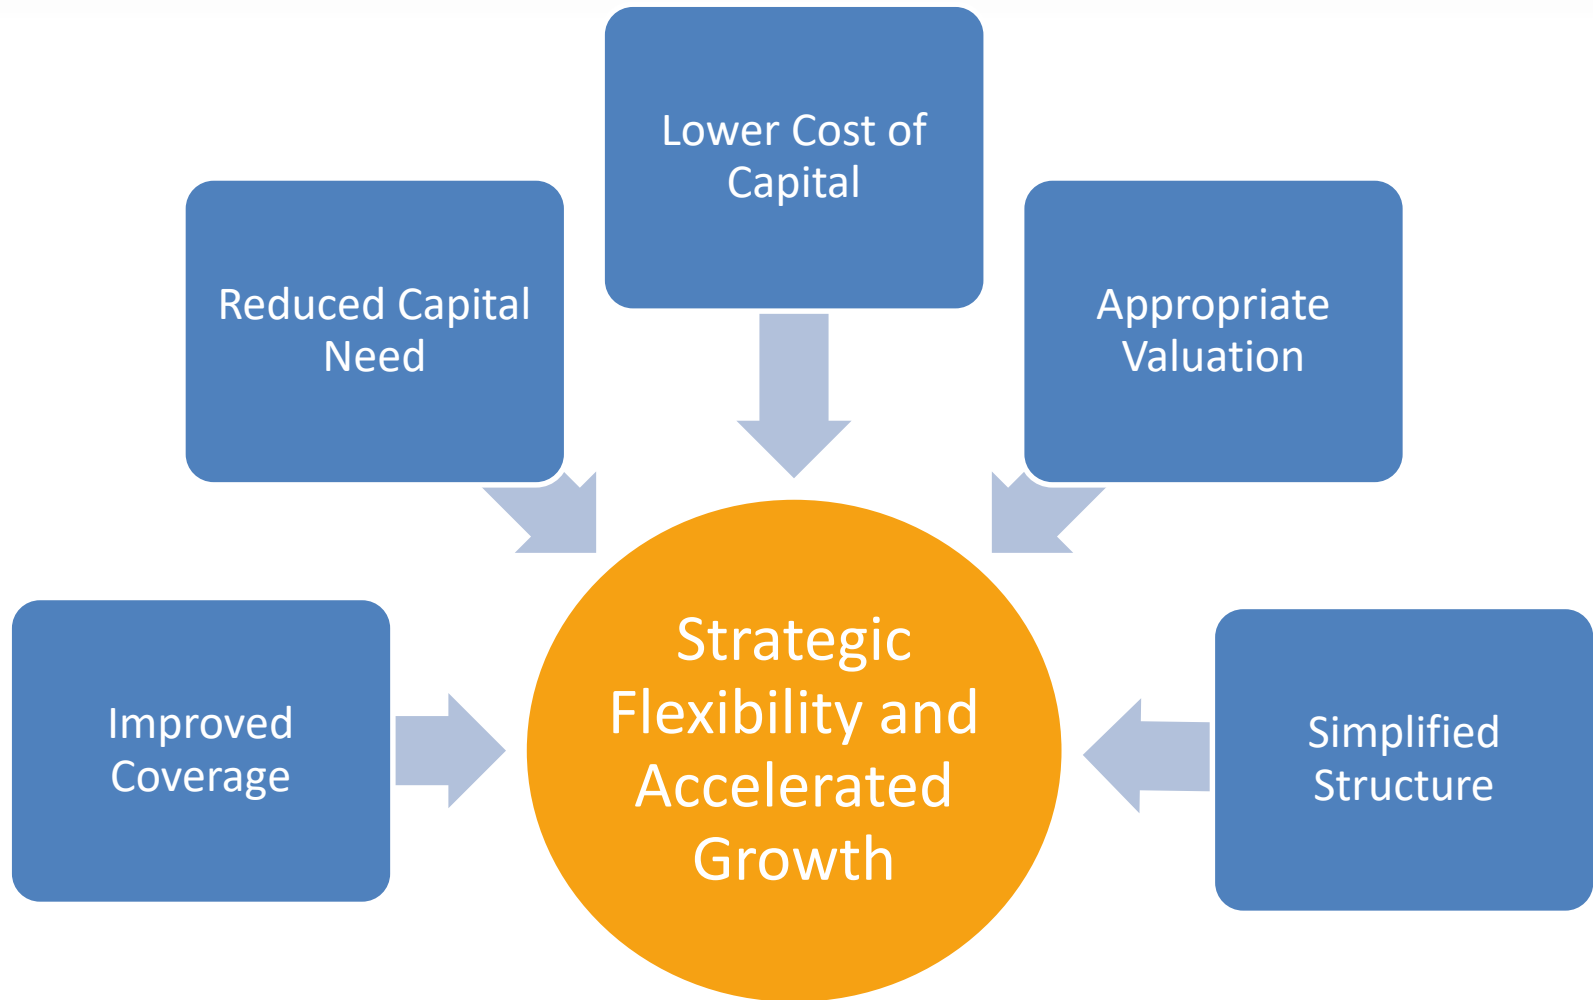 Lower Cost of
Capital
Reduced Capital
Need
Appropriate
Valuation
Improved
Coverage
Strategic
Flexibility and
Accelerated
Growth
Simplified
Structure